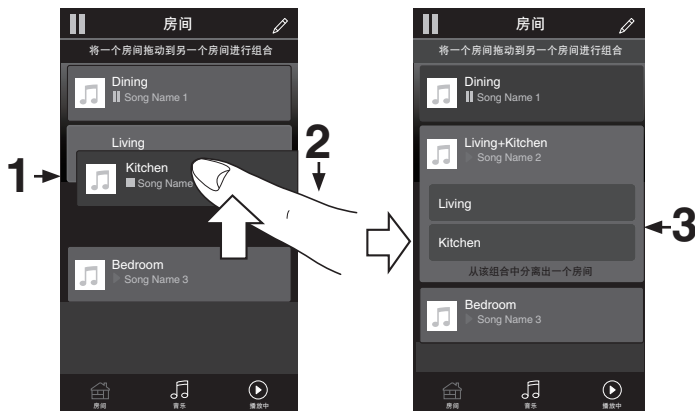 房间
将一个房间拖动到另一个房间进行组合
Dining
Song Name 1
Living
Kitchen
Song Name
Bedroom
Song Name 3
房间
音乐
播放中
1
2
房间
将一个房间拖动到另一个房间进行组合
Dining
Song Name 1
Living+Kitchen
Song Name 2
Living
Kitchen
从该组合中分离出一个房间
Bedroom
Song Name 3
房间
音乐
播放中
3